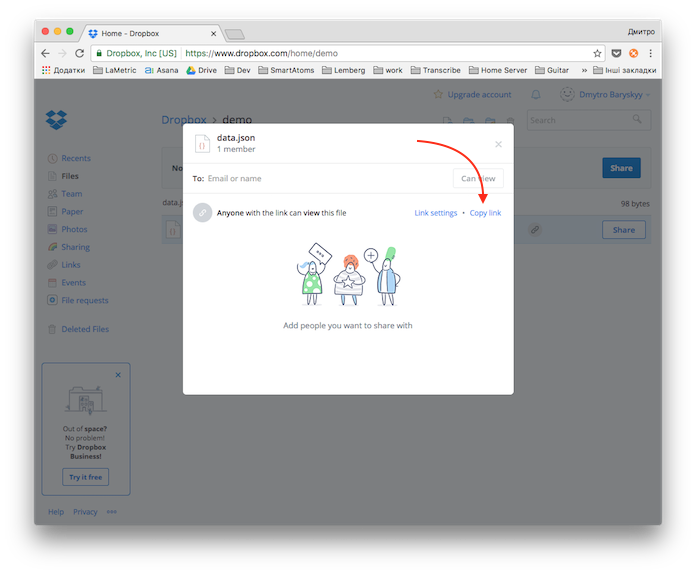 Home - Dropbox
Дмитро
Dropbox, Inc [US] https://www.dropbox.com/home/demo
Додатки LaMetric Asana Drive Dev SmartAtoms Lemberg work Transcribe Home Server Guitar » Інші закладки
Upgrade account Dmytro Baryskyy
Dropbox › demo
Search
data.json
1 member
Recents
Files
Team
Paper
Photos
Sharing
Links
Events
File requests
Deleted Files
No
Share
To: Email or name
Can view
data.j
98 bytes
Anyone with the link can view this file
Link settings • Copy link
Share
Add people you want to share with
Out of space?
No problem!
Try Dropbox
Business!
Try it free
Help Privacy